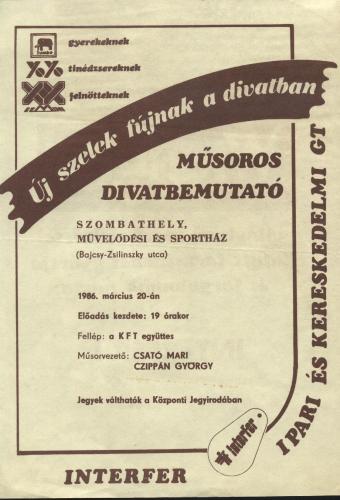 gyerekeknek
tinédzsereknek
felnőtteknek
Új szelek fújnak a divatban
MŰSOROS
DIVATBEMUTATÓ
SZOMBATHELY,
MŰVELŐDÉSI ÉS SPORTHÁZ
(Bajcsy-Zsilinszky utca)
1986. március 20-án
Előadás kezdete: 19 órakor
Fellép: a KFT együttes
Műsorvezető: CSATÓ MARI
CZIPPÁN GYÖRGY
Jegyek válthatók a Központi Jegyirodában
interfer
INTERFER
IPARI ÉS KERESKEDELMI GT